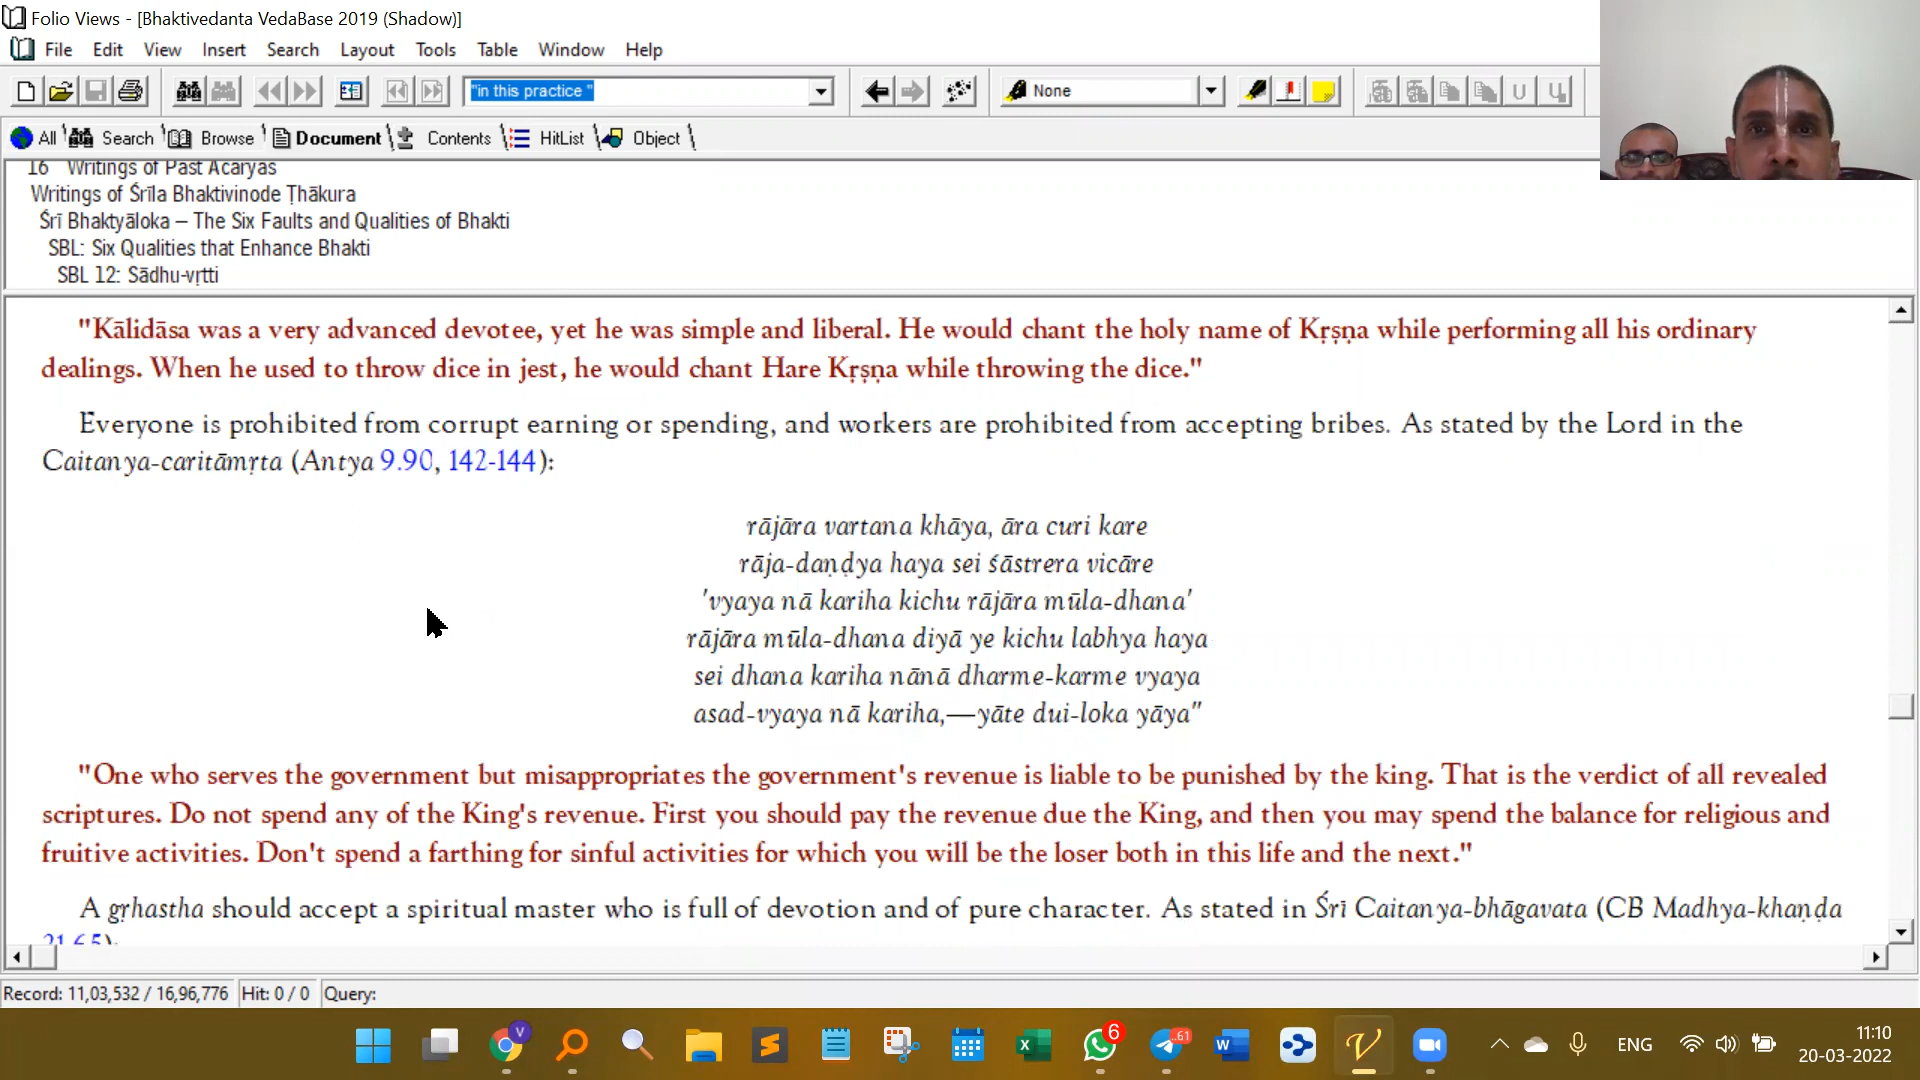 Folio Views - [Bhaktivedanta VedaBase 2019 (Shadow)]
File Edit View Insert Search Layout Tools Table Window Help
"in this practice "
None
All Search Browse Document Contents HitList Object
16 Writings of Past Ācāryas
Writings of Śrīla Bhaktivinode Ṭhākura
Śrī Bhaktyāloka – The Six Faults and Qualities of Bhakti
SBL: Six Qualities that Enhance Bhakti
SBL 12: Sādhu-vṛtti
"Kālidāsa was a very advanced devotee, yet he was simple and liberal. He would chant the holy name of Kṛṣṇa while performing all his ordinary
dealings. When he used to throw dice in jest, he would chant Hare Kṛṣṇa while throwing the dice."
Everyone is prohibited from corrupt earning or spending, and workers are prohibited from accepting bribes. As stated by the Lord in the
Caitanya-caritāmṛta (Antya 9.90, 142-144):
rājāra vartana khāya, āra curi kare
rāja-daṇḍya haya sei śāstrera vicāre
'vyaya nā kariha kichu rājāra mūla-dhana'
rājāra mūla-dhana diyā ye kichu labhya haya
sei dhana kariha nānā dharme-karme vyaya
asad-vyaya nā kariha,—yāte dui-loka yāya"
"One who serves the government but misappropriates the government's revenue is liable to be punished by the king. That is the verdict of all revealed
scriptures. Do not spend any of the King's revenue. First you should pay the revenue due the King, and then you may spend the balance for religious and
fruitive activities. Don't spend a farthing for sinful activities for which you will be the loser both in this life and the next."
A gṛhastha should accept a spiritual master who is full of devotion and of pure character. As stated in Śrī Caitanya-bhāgavata (CB Madhya-khaṇḍa
21.65):
Record: 11,03,532 / 16,96,776 Hit: 0 / 0 Query:
V
6
61
ENG
11:10
20-03-2022